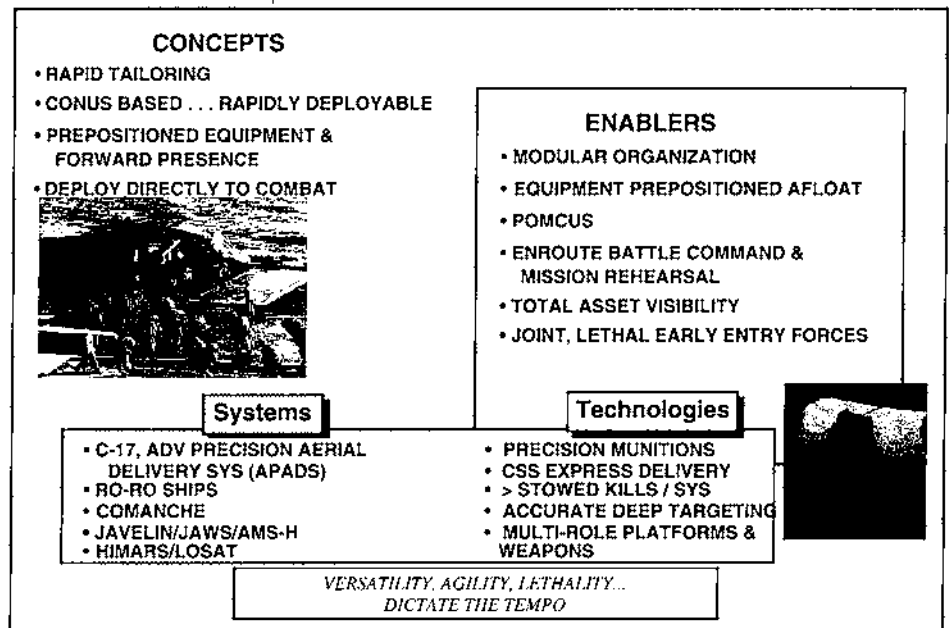 CONCEPTS
• RAPID TAILORING
• CONUS BASED . . . RAPIDLY DEPLOYABLE
• PREPOSITIONED EQUIPMENT &
FORWARD PRESENCE
• DEPLOY DIRECTLY TO COMBAT
ENABLERS
• MODULAR ORGANIZATION
• EQUIPMENT PREPOSITIONED AFLOAT
• POMCUS
• ENROUTE BATTLE COMMAND &
MISSION REHEARSAL
• TOTAL ASSET VISIBILITY
• JOINT, LETHAL EARLY ENTRY FORCES
Systems
• C-17, ADV PRECISION AERIAL
DELIVERY SYS (APADS)
• RO-RO SHIPS
• COMANCHE
• JAVELIN/JAWS/AMS-H
• HIMARS/LOSAT
Technologies
• PRECISION MUNITIONS
• CSS EXPRESS DELIVERY
• > STOWED KILLS / SYS
• ACCURATE DEEP TARGETING
• MULTI-ROLE PLATFORMS &
WEAPONS
VERSATILITY, AGILITY, LETHALITY...
DICTATE THE TEMPO